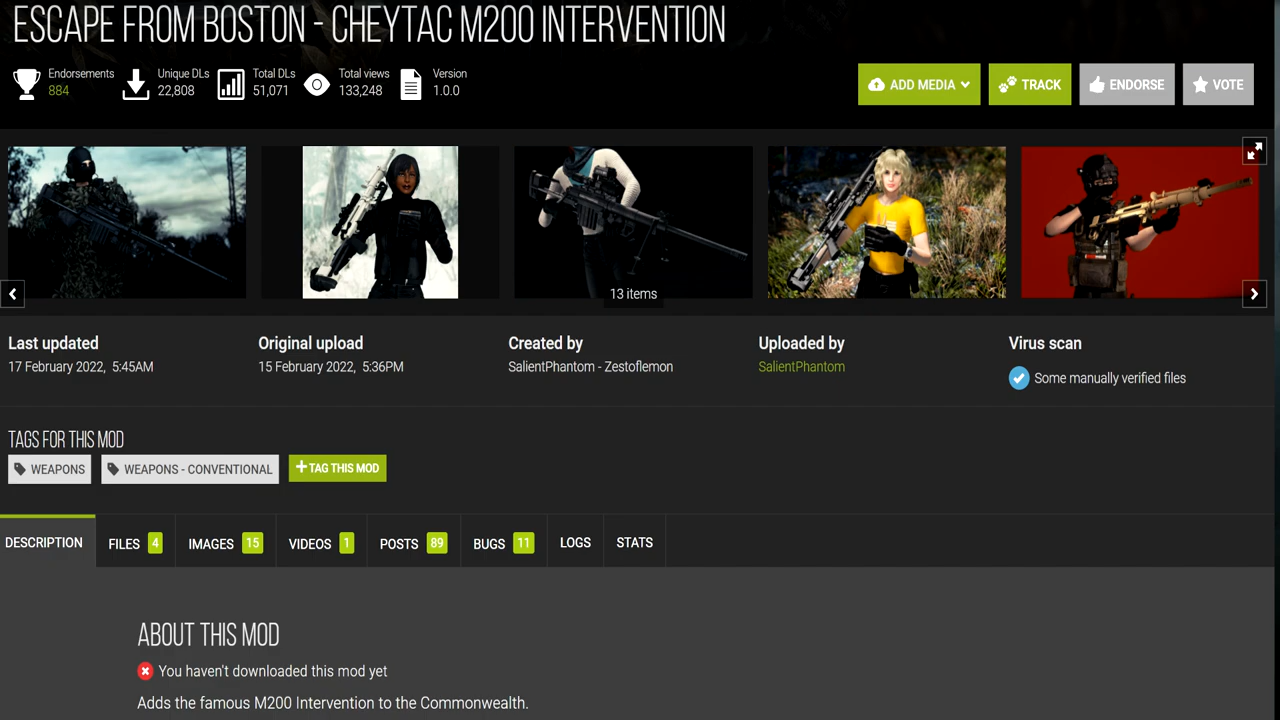 ESCAPE FROM BOSTON - CHEYTAC M200 INTERVENTION
Endorsements
884
Unique DLs
22,808
Total DLs
51,071
Total views
133,248
Version
1.0.0
ADD MEDIA
TRACK
ENDORSE
VOTE
13 items
Last updated
17 February 2022, 5:45AM
Original upload
15 February 2022, 5:36PM
Created by
SalientPhantom - Zestoflemon
Uploaded by
SalientPhantom
Virus scan
Some manually verified files
TAGS FOR THIS MOD
WEAPONS
WEAPONS - CONVENTIONAL
+TAG THIS MOD
DESCRIPTION
FILES 4
IMAGES 15
VIDEOS 1
POSTS 89
BUGS 11
LOGS
STATS
ABOUT THIS MOD
You haven't downloaded this mod yet
Adds the famous M200 Intervention to the Commonwealth.